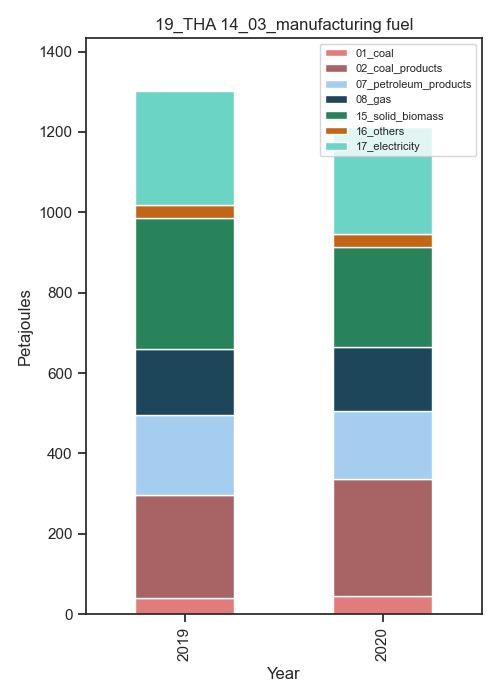 19_THA 14_03_manufacturing fuel
1400
1200
1000
800
600
400
200
0
Petajoules
01_coal
02_coal_products
07_petroleum_products
08_gas
15_solid_biomass
16_others
17_electricity
2019
2020
Year